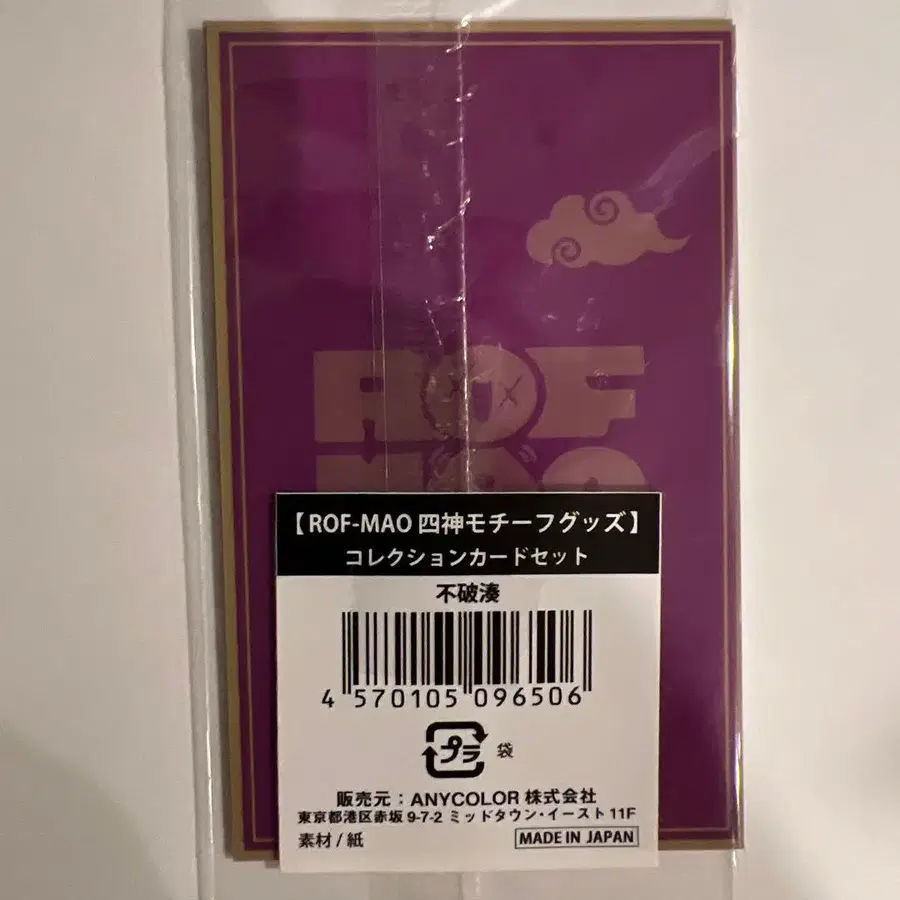 ROF
MAO
【ROF-MAO 四神モチーフグッズ】
コレクションカードセット
不破湊
4 570105 096506
プラ 袋
販売元：ANYCOLOR 株式会社
東京都港区赤坂 9-7-2 ミッドタウン・イースト 11F
素材 / 紙
MADE IN JAPAN